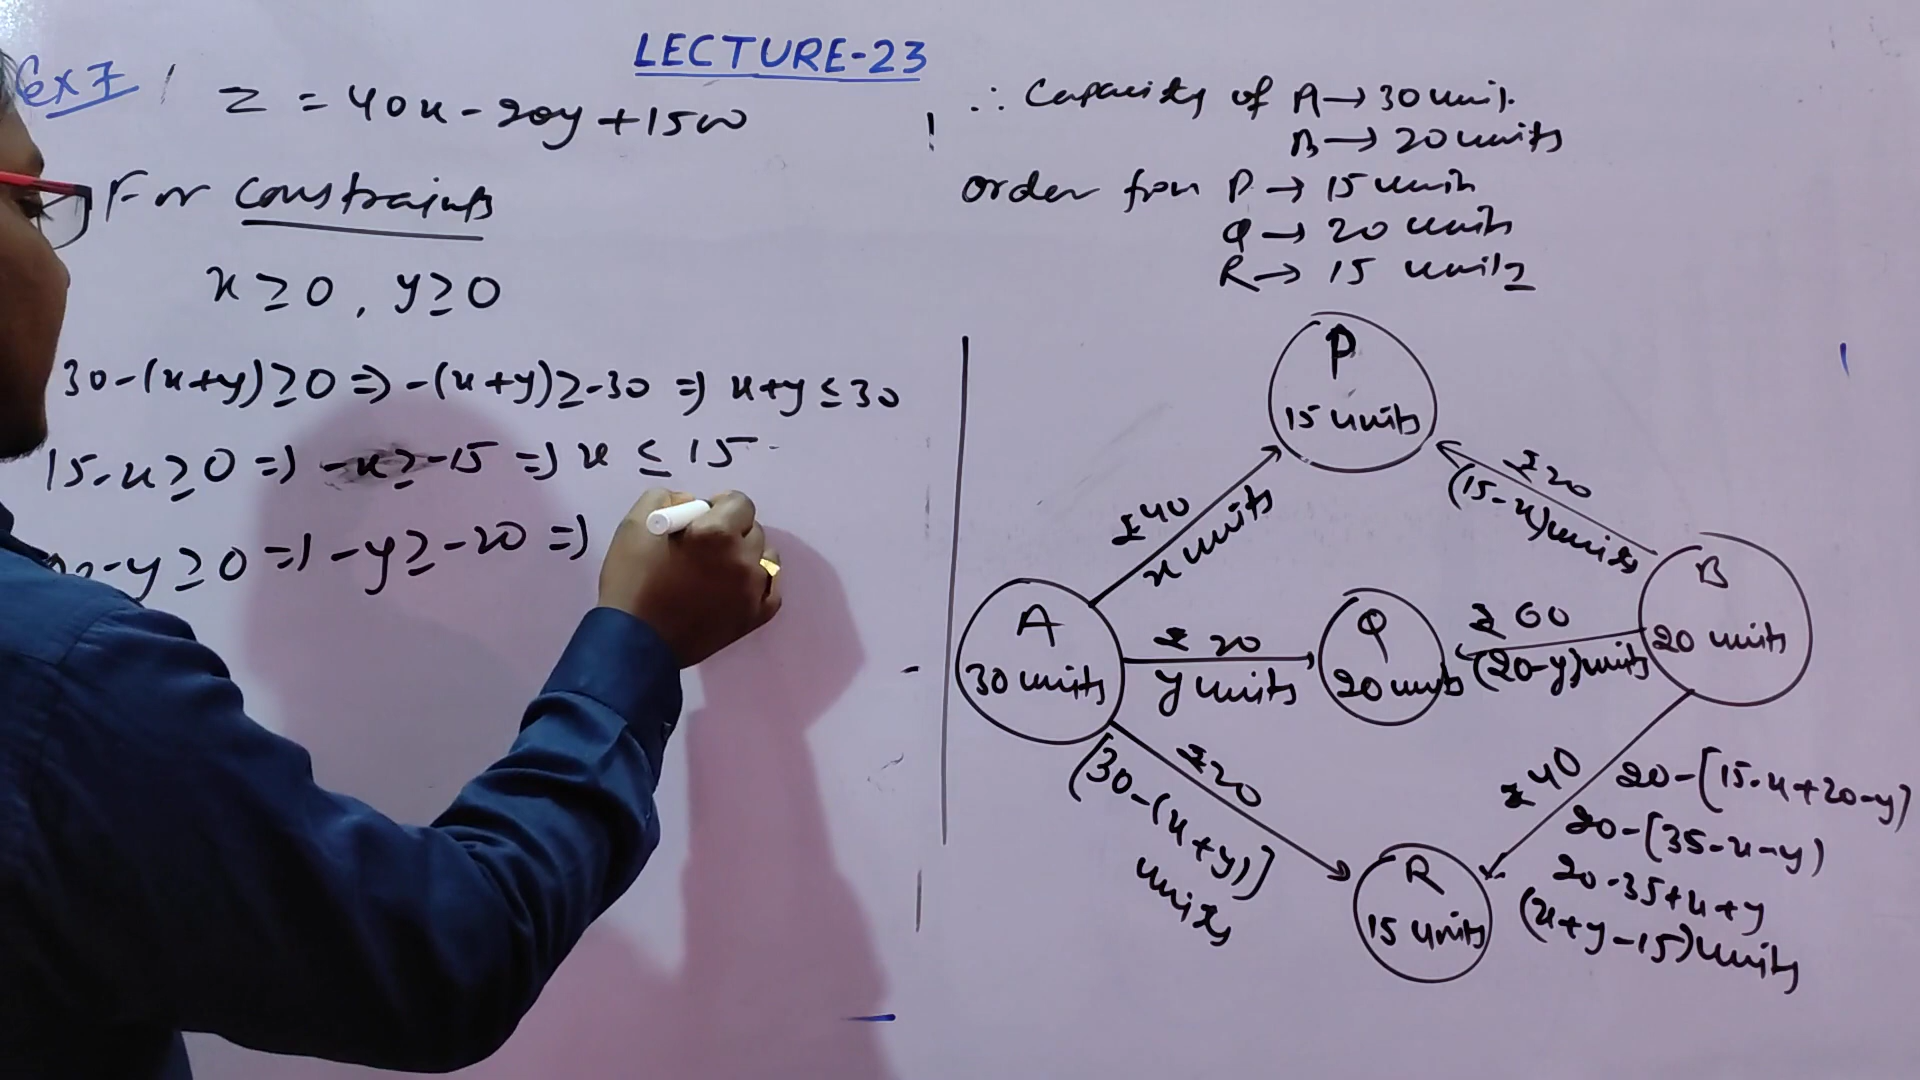 LECTURE-23
Ex 7
Z = 40x - 20y + 1500
For constraints
x ≥ 0 , y ≥ 0
30-(x+y) ≥ 0 => -(x+y) ≥ -30 => x+y ≤ 30
15-x ≥ 0 => -x ≥ -15 => x ≤ 15
-y ≥ 0 => -y ≥ -20 =>
∴ Capacity of A → 30 unit.
B → 20 units
Order from P → 15 unit
Q → 20 units
R → 15 units
P
15 units
₹ 40
x units
₹ 20
(15-x) units
A
30 units
₹ 20
y units
Q
20 units
₹ 60
(20-y) units
B
20 units
₹ 20
[30-(x+y)]
units
₹ 40
20-[15-x+20-y]
20-(35-x-y)
20-35+x+y
(x+y-15) units
R
15 units